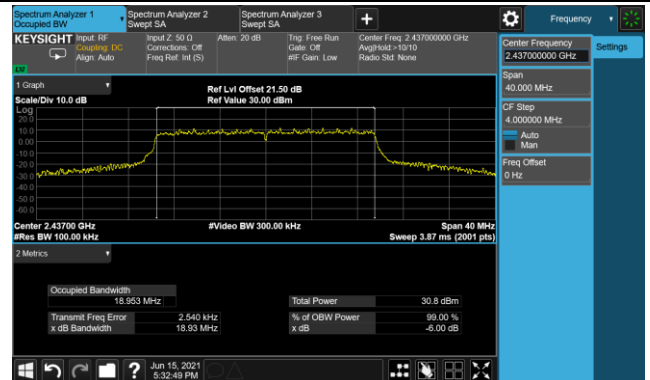 Spectrum Analyzer 1
Occupied BW
Spectrum Analyzer 2
Swept SA
Spectrum Analyzer 3
Swept SA
+
Frequency
KEYSIGHT
Input: RF
Coupling: DC
Align: Auto
Input Z: 50 Ω
Corrections: Off
Freq Ref: Int (S)
Atten: 20 dB
Trig: Free Run
Gate: Off
#IF Gain: Low
Center Freq: 2.437000000 GHz
Avg|Hold:>10/10
Radio Std: None
Center Frequency
2.437000000 GHz
Settings
Span
40.000 MHz
CF Step
4.000000 MHz
Auto
Man
Freq Offset
0 Hz
1 Graph
Scale/Div 10.0 dB
Ref Lvl Offset 21.50 dB
Ref Value 30.00 dBm
Log
20.0
10.0
0.00
-10.0
-20.0
-30.0
-40.0
-50.0
-60.0
Center 2.43700 GHz
#Res BW 100.00 kHz
#Video BW 300.00 kHz
Span 40 MHz
Sweep 3.87 ms (2001 pts)
2 Metrics
Occupied Bandwidth
18.953 MHz
Total Power 30.8 dBm
Transmit Freq Error 2.540 kHz
% of OBW Power 99.00 %
x dB Bandwidth 18.93 MHz
x dB -6.00 dB
?
Jun 15, 2021
5:32:49 PM